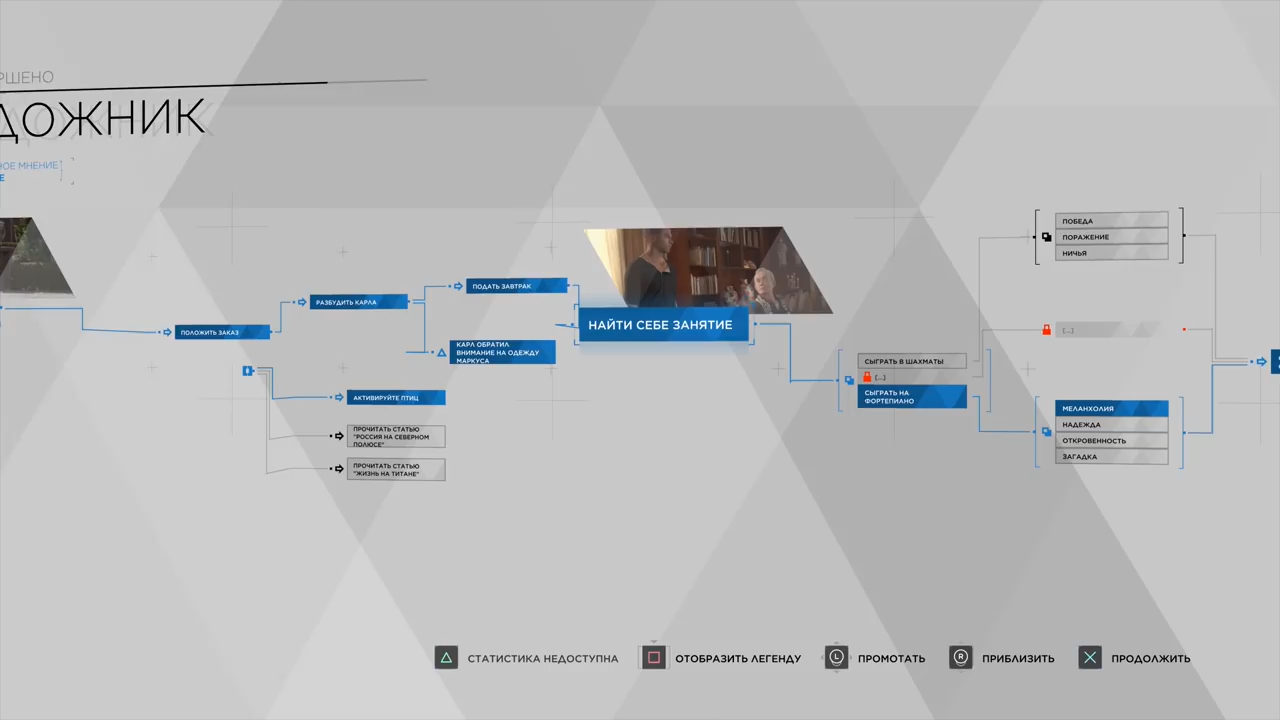 РШЕНО
ДОЖНИК
НОЕ МНЕНИЕ
Е
ПОЛОЖИТЬ ЗАКАЗ
РАЗБУДИТЬ КАРЛА
ПОДАТЬ ЗАВТРАК
КАРЛ ОБРАТИЛ
ВНИМАНИЕ НА ОДЕЖДУ
МАРКУСА
АКТИВИРУЙТЕ ПТИЦ
ПРОЧИТАТЬ СТАТЬЮ
"РОССИЯ НА СЕВЕРНОМ
ПОЛЮСЕ"
ПРОЧИТАТЬ СТАТЬЮ
"ЖИЗНЬ НА ТИТАНЕ"
НАЙТИ СЕБЕ ЗАНЯТИЕ
СЫГРАТЬ В ШАХМАТЫ
[...]
СЫГРАТЬ НА
ФОРТЕПИАНО
ПОБЕДА
ПОРАЖЕНИЕ
НИЧЬЯ
[...]
МЕЛАНХОЛИЯ
НАДЕЖДА
ОТКРОВЕННОСТЬ
ЗАГАДКА
СТАТИСТИКА НЕДОСТУПНА
ОТОБРАЗИТЬ ЛЕГЕНДУ
L ПРОМОТАТЬ
R ПРИБЛИЗИТЬ
ПРОДОЛЖИТЬ